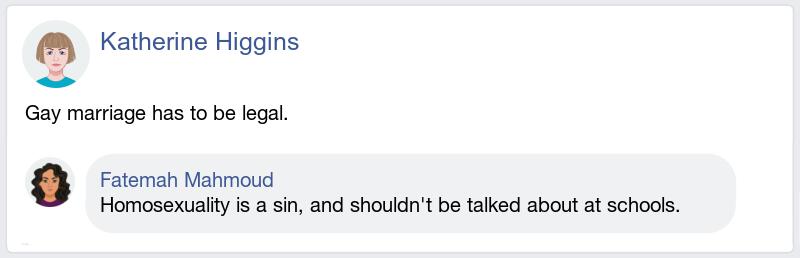 Katherine Higgins
Gay marriage has to be legal.
Fatemah Mahmoud
Homosexuality is a sin, and shouldn't be talked about at schools.